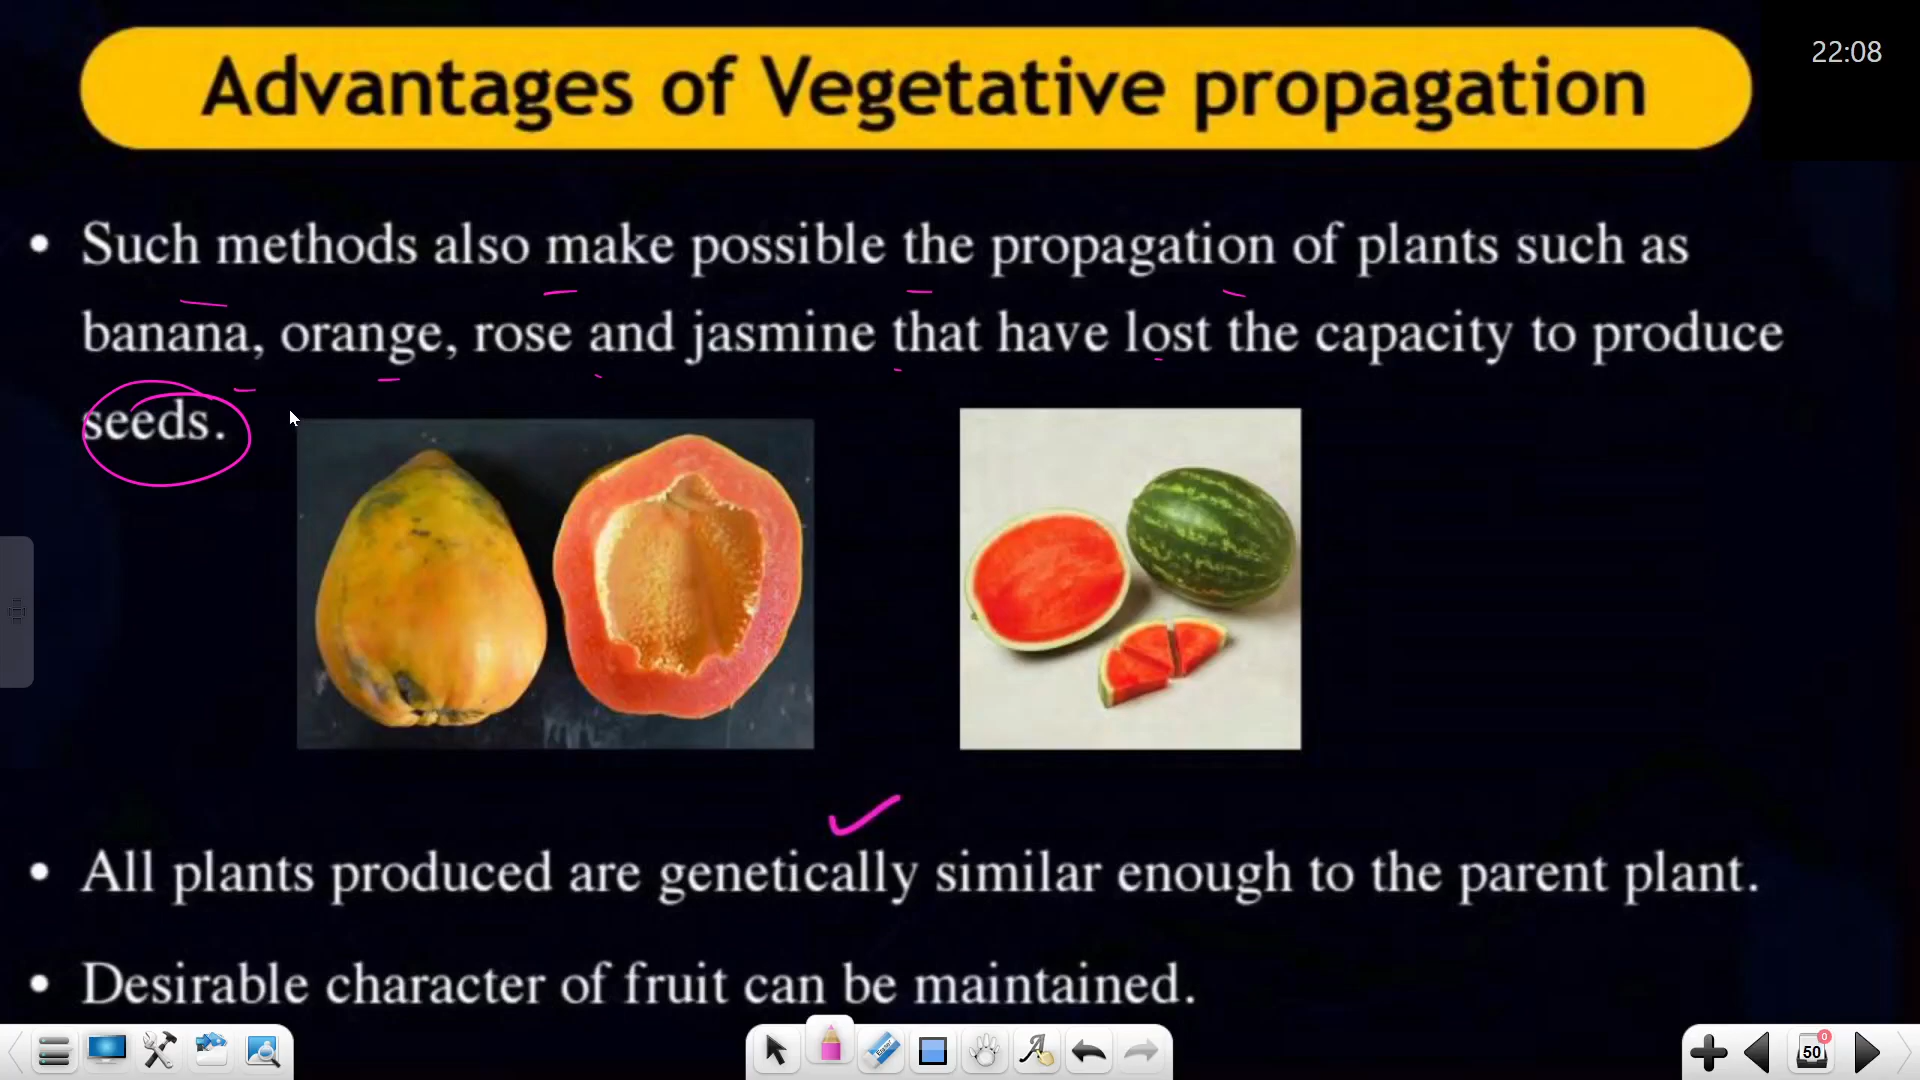 Advantages of Vegetative propagation
22:08
• Such methods also make possible the propagation of plants such as
banana, orange, rose and jasmine that have lost the capacity to produce
seeds.
• All plants produced are genetically similar enough to the parent plant.
• Desirable character of fruit can be maintained.
Eraser
A
50
0